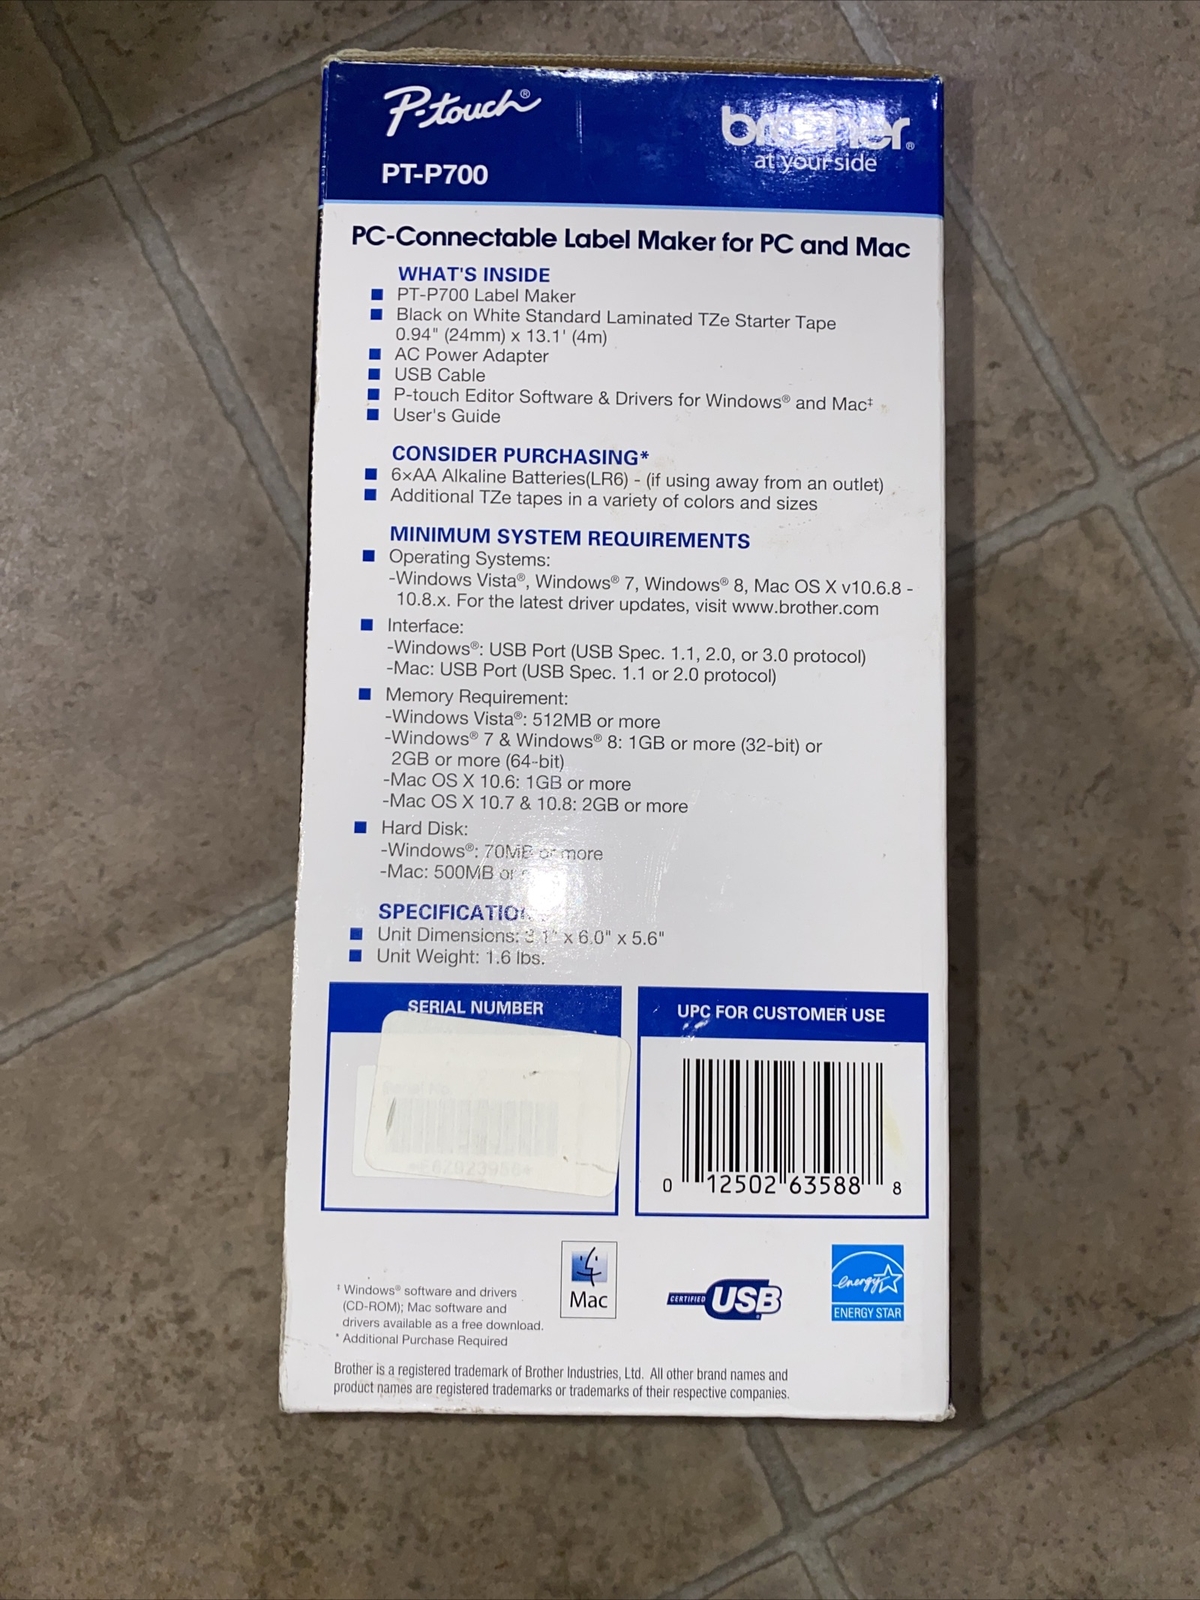 P-touch®
brother®
at your side
PT-P700
PC-Connectable Label Maker for PC and Mac
WHAT'S INSIDE
■ PT-P700 Label Maker
■ Black on White Standard Laminated TZe Starter Tape
0.94" (24mm) x 13.1' (4m)
■ AC Power Adapter
■ USB Cable
■ P-touch Editor Software & Drivers for Windows® and Mac‡
■ User's Guide
CONSIDER PURCHASING*
■ 6×AA Alkaline Batteries(LR6) - (if using away from an outlet)
■ Additional TZe tapes in a variety of colors and sizes
MINIMUM SYSTEM REQUIREMENTS
■ Operating Systems:
-Windows Vista®, Windows® 7, Windows® 8, Mac OS X v10.6.8 -
10.8.x. For the latest driver updates, visit www.brother.com
■ Interface:
-Windows®: USB Port (USB Spec. 1.1, 2.0, or 3.0 protocol)
-Mac: USB Port (USB Spec. 1.1 or 2.0 protocol)
■ Memory Requirement:
-Windows Vista®: 512MB or more
-Windows® 7 & Windows® 8: 1GB or more (32-bit) or
2GB or more (64-bit)
-Mac OS X 10.6: 1GB or more
-Mac OS X 10.7 & 10.8: 2GB or more
■ Hard Disk:
-Windows®: 70MB or more
-Mac: 500MB or
SPECIFICATIO
■ Unit Dimensions: 3.1" x 6.0" x 5.6"
■ Unit Weight: 1.6 lbs.
SERIAL NUMBER
Serial No.
UPC FOR CUSTOMER USE
0 12502 63588 8
‡ Windows® software and drivers
(CD-ROM); Mac software and
drivers available as a free download.
* Additional Purchase Required
Mac
CERTIFIED USB
energy
ENERGY STAR
Brother is a registered trademark of Brother Industries, Ltd. All other brand names and
product names are registered trademarks or trademarks of their respective companies.